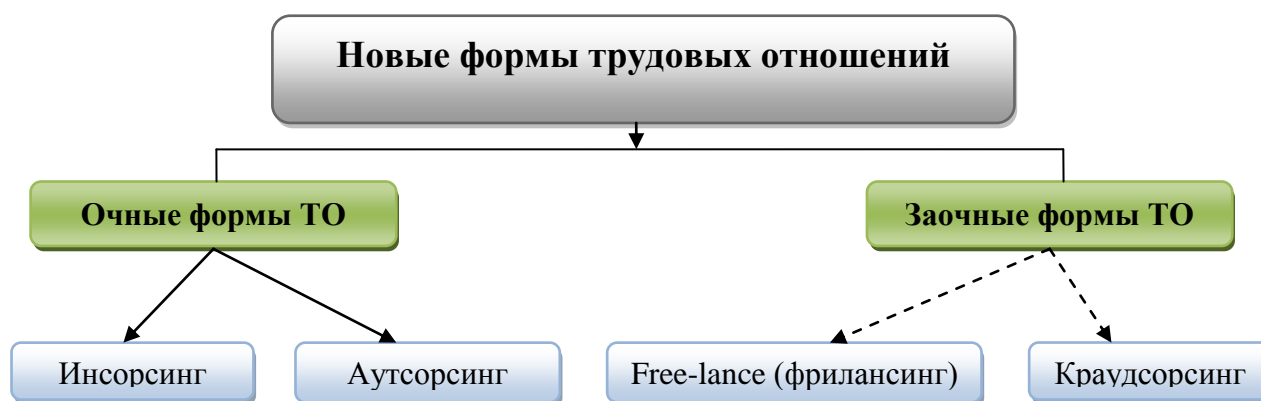 Новые формы трудовых отношений
Очные формы ТО
Заочные формы ТО
Инсорсинг
Аутсорсинг
Free-lance (фрилансинг)
Краудсорсинг